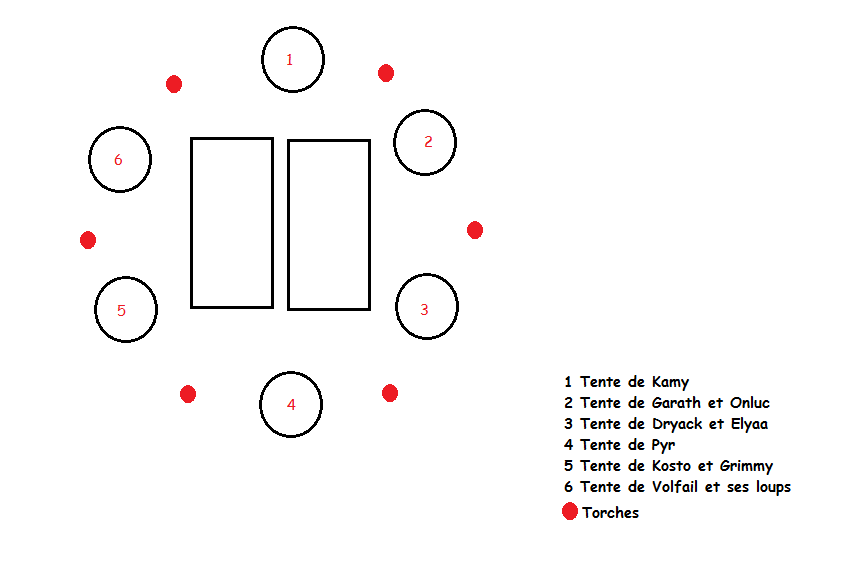 1
2
6
5
3
4
1 Tente de Kamy
2 Tente de Garath et Onluc
3 Tente de Dryack et Elyaa
4 Tente de Pyr
5 Tente de Kosto et Grimmy
6 Tente de Volfail et ses loups
Torches